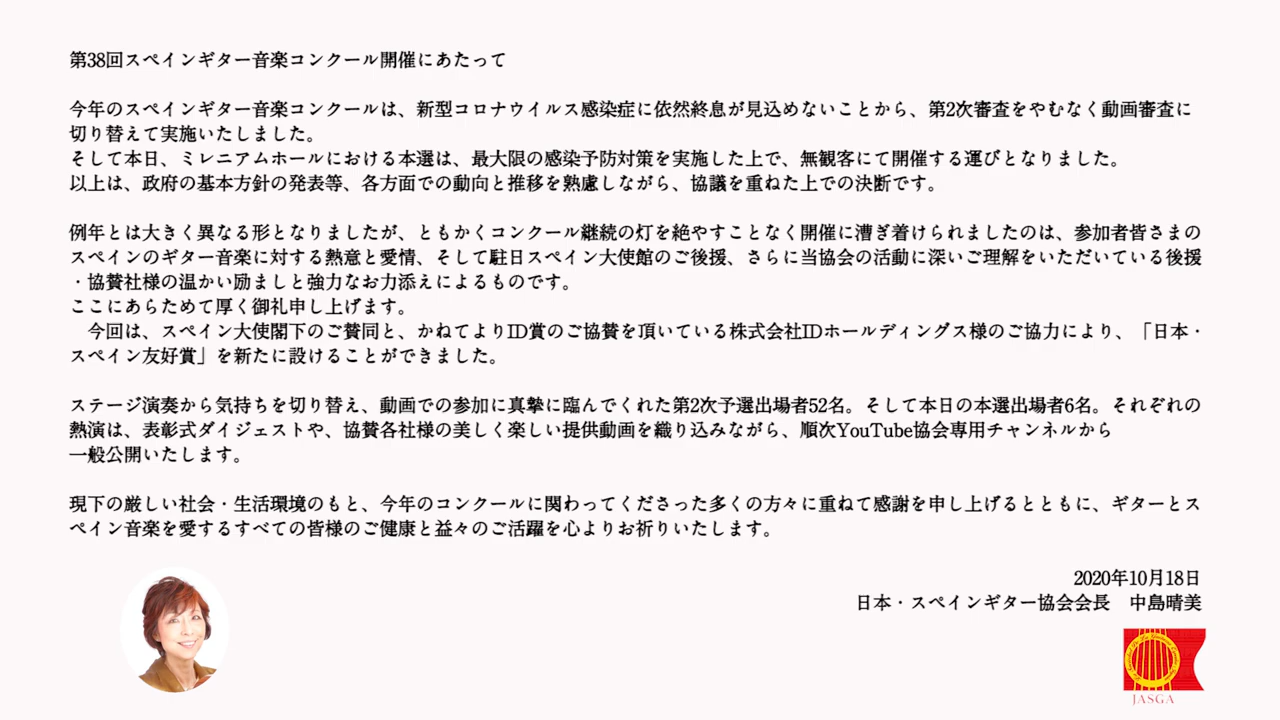 第38回スペインギター音楽コンクール開催にあたって
今年のスペインギター音楽コンクールは、新型コロナウイルス感染症に依然終息が見込めないことから、第2次審査をやむなく動画審査に
切り替えて実施いたしました。
そして本日、ミレニアムホールにおける本選は、最大限の感染予防対策を実施した上で、無観客にて開催する運びとなりました。
以上は、政府の基本方針の発表等、各方面での動向と推移を熟慮しながら、協議を重ねた上での決断です。
例年とは大きく異なる形となりましたが、ともかくコンクール継続の灯を絶やすことなく開催に漕ぎ着けられましたのは、参加者皆さまの
スペインのギター音楽に対する熱意と愛情、そして駐日スペイン大使館のご後援、さらに当協会の活動に深いご理解をいただいている後援
・協賛社様の温かい励ましと強力なお力添えによるものです。
ここにあらためて厚く御礼申し上げます。
　今回は、スペイン大使閣下のご賛同と、かねてよりID賞のご協賛を頂いている株式会社IDホールディングス様のご協力により、「日本・
スペイン友好賞」を新たに設けることができました。
ステージ演奏から気持ちを切り替え、動画での参加に真摯に臨んでくれた第2次予選出場者52名。そして本日の本選出場者6名。それぞれの
熱演は、表彰式ダイジェストや、協賛各社様の美しく楽しい提供動画を織り込みながら、順次YouTube協会専用チャンネルから
一般公開いたします。
現下の厳しい社会・生活環境のもと、今年のコンクールに関わってくださった多くの方々に重ねて感謝を申し上げるとともに、ギターとス
ペイン音楽を愛するすべての皆様のご健康と益々のご活躍を心よりお祈りいたします。
2020年10月18日
日本・スペインギター協会会長　中島晴美
JASGA